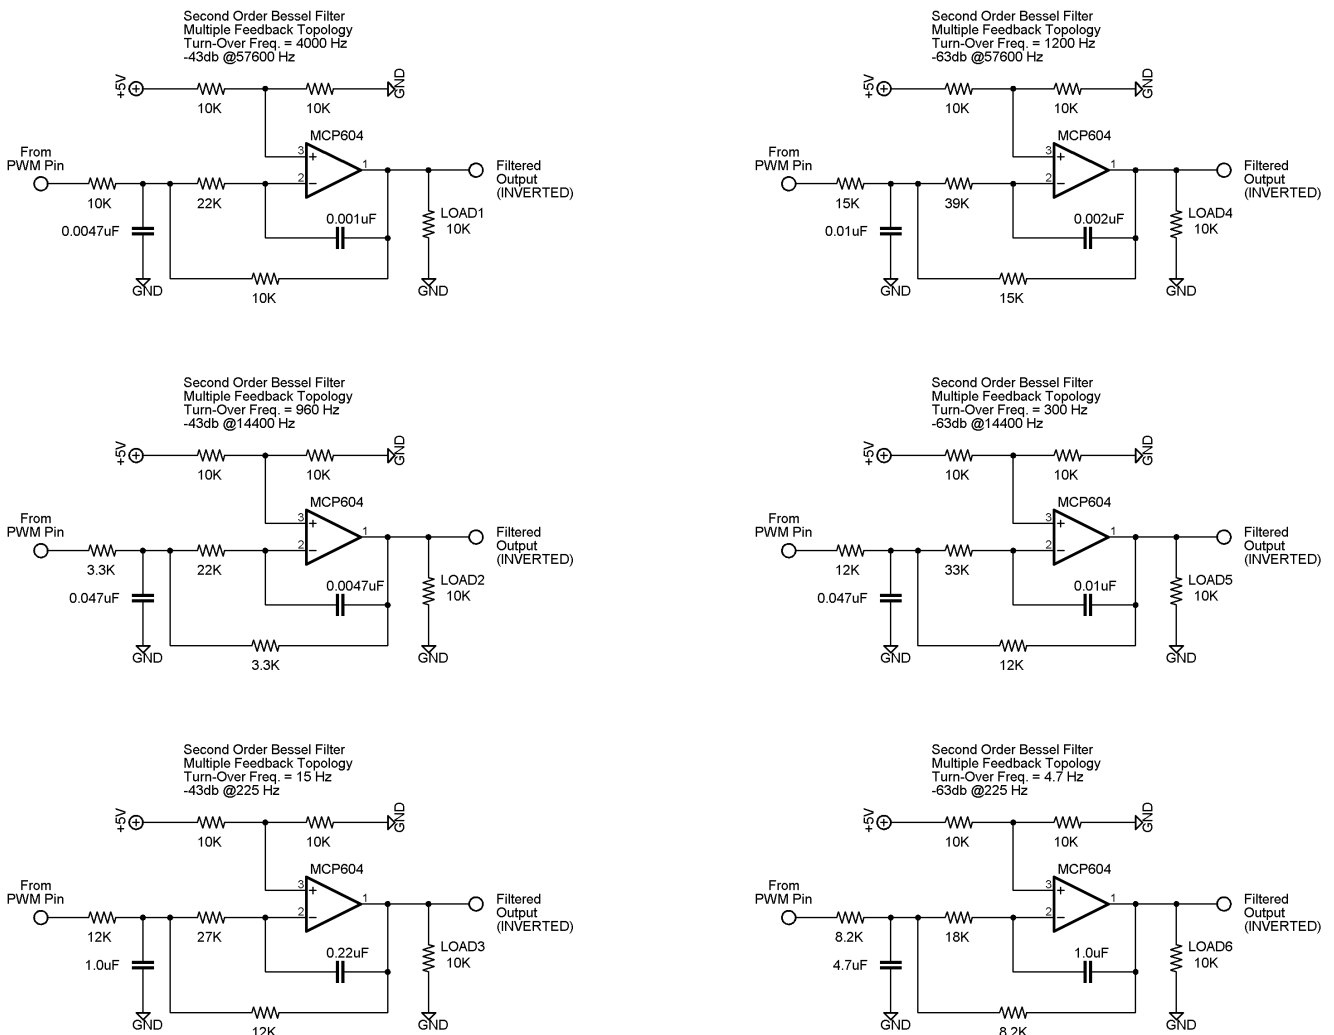 Second Order Bessel Filter
Multiple Feedback Topology
Turn-Over Freq. = 4000 Hz
-43db @57600 Hz
+5V
10K
10K
GND
MCP604
From
PWM Pin
3
2
1
Filtered
Output
(INVERTED)
10K
22K
0.0047uF
0.001uF
LOAD1
10K
GND
10K
GND
Second Order Bessel Filter
Multiple Feedback Topology
Turn-Over Freq. = 1200 Hz
-63db @57600 Hz
+5V
10K
10K
GND
MCP604
From
PWM Pin
3
2
1
Filtered
Output
(INVERTED)
15K
39K
0.01uF
0.002uF
LOAD4
10K
GND
15K
GND
Second Order Bessel Filter
Multiple Feedback Topology
Turn-Over Freq. = 960 Hz
-43db @14400 Hz
+5V
10K
10K
GND
MCP604
From
PWM Pin
3
2
1
Filtered
Output
(INVERTED)
3.3K
22K
0.047uF
0.0047uF
LOAD2
10K
GND
3.3K
GND
Second Order Bessel Filter
Multiple Feedback Topology
Turn-Over Freq. = 300 Hz
-63db @14400 Hz
+5V
10K
10K
GND
MCP604
From
PWM Pin
3
2
1
Filtered
Output
(INVERTED)
12K
33K
0.047uF
0.01uF
LOAD5
10K
GND
12K
GND
Second Order Bessel Filter
Multiple Feedback Topology
Turn-Over Freq. = 15 Hz
-43db @225 Hz
+5V
10K
10K
GND
MCP604
From
PWM Pin
3
2
1
Filtered
Output
(INVERTED)
12K
27K
1.0uF
0.22uF
LOAD3
10K
GND
12K
GND
Second Order Bessel Filter
Multiple Feedback Topology
Turn-Over Freq. = 4.7 Hz
-63db @225 Hz
+5V
10K
10K
GND
MCP604
From
PWM Pin
3
2
1
Filtered
Output
(INVERTED)
8.2K
18K
4.7uF
1.0uF
LOAD6
10K
GND
8.2K
GND